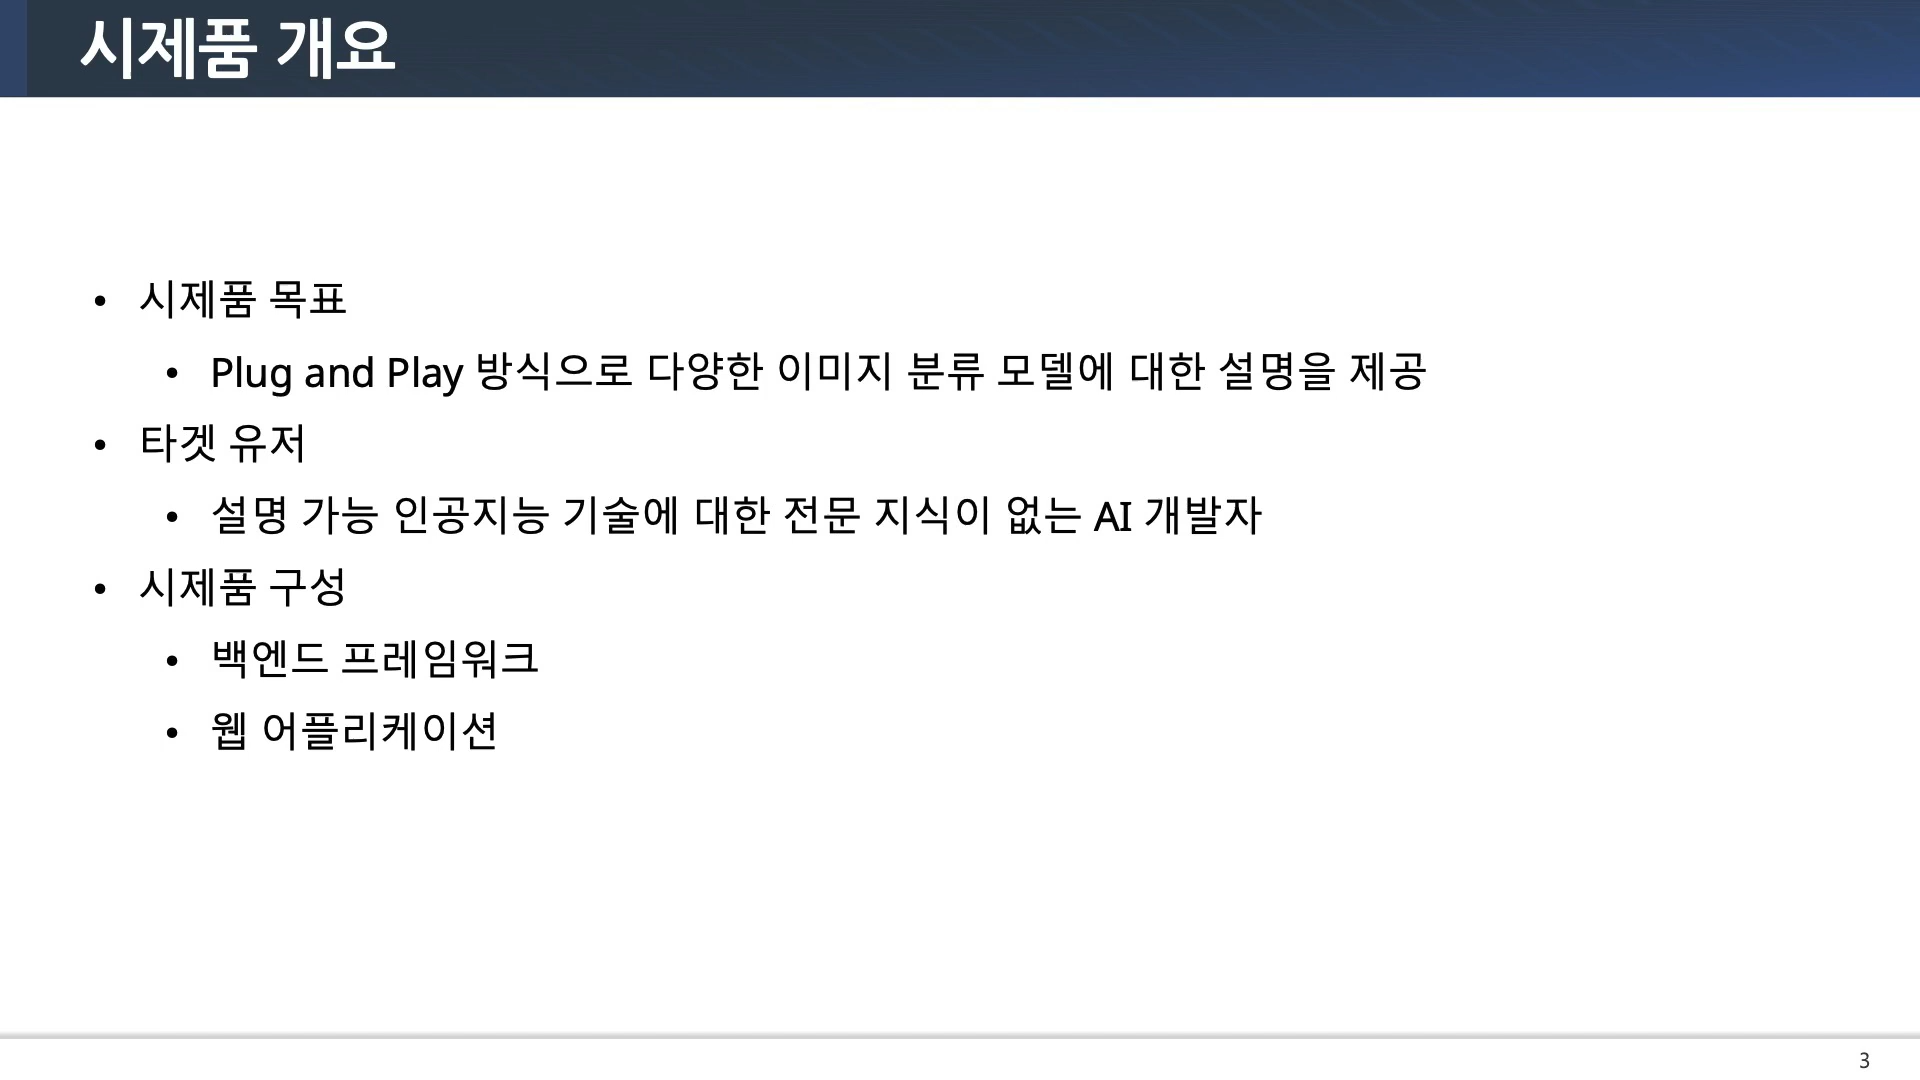 시제품 개요
• 시제품 목표
• Plug and Play 방식으로 다양한 이미지 분류 모델에 대한 설명을 제공
• 타겟 유저
• 설명 가능 인공지능 기술에 대한 전문 지식이 없는 AI 개발자
• 시제품 구성
• 백엔드 프레임워크
• 웹 어플리케이션
3